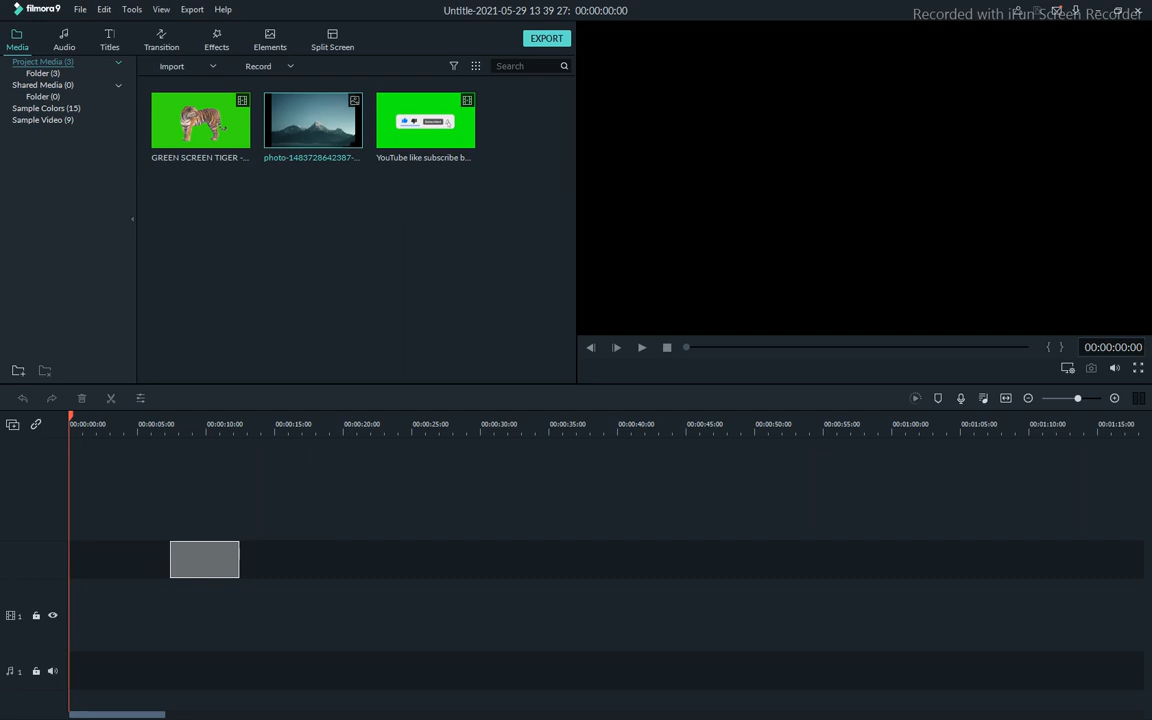 filmora9 File Edit Tools View Export Help Untitle-2021-05-29 13 39 27: 00:00:00:00
Recorded with iFun Screen Recorder
Media Audio Titles Transition Effects Elements Split Screen EXPORT
Project Media (3)
Folder (3)
Shared Media (0)
Folder (0)
Sample Colors (15)
Sample Video (9)
Import Record Search
GREEN SCREEN TIGER -... photo-1483728642387-... YouTube like subscribe b...
{ } 00:00:00:00
00:00:00:00 00:00:05:00 00:00:10:00 00:00:15:00 00:00:20:00 00:00:25:00 00:00:30:00 00:00:35:00 00:00:40:00 00:00:45:00 00:00:50:00 00:00:55:00 00:01:00:00 00:01:05:00 00:01:10:00 00:01:15:00
1
1